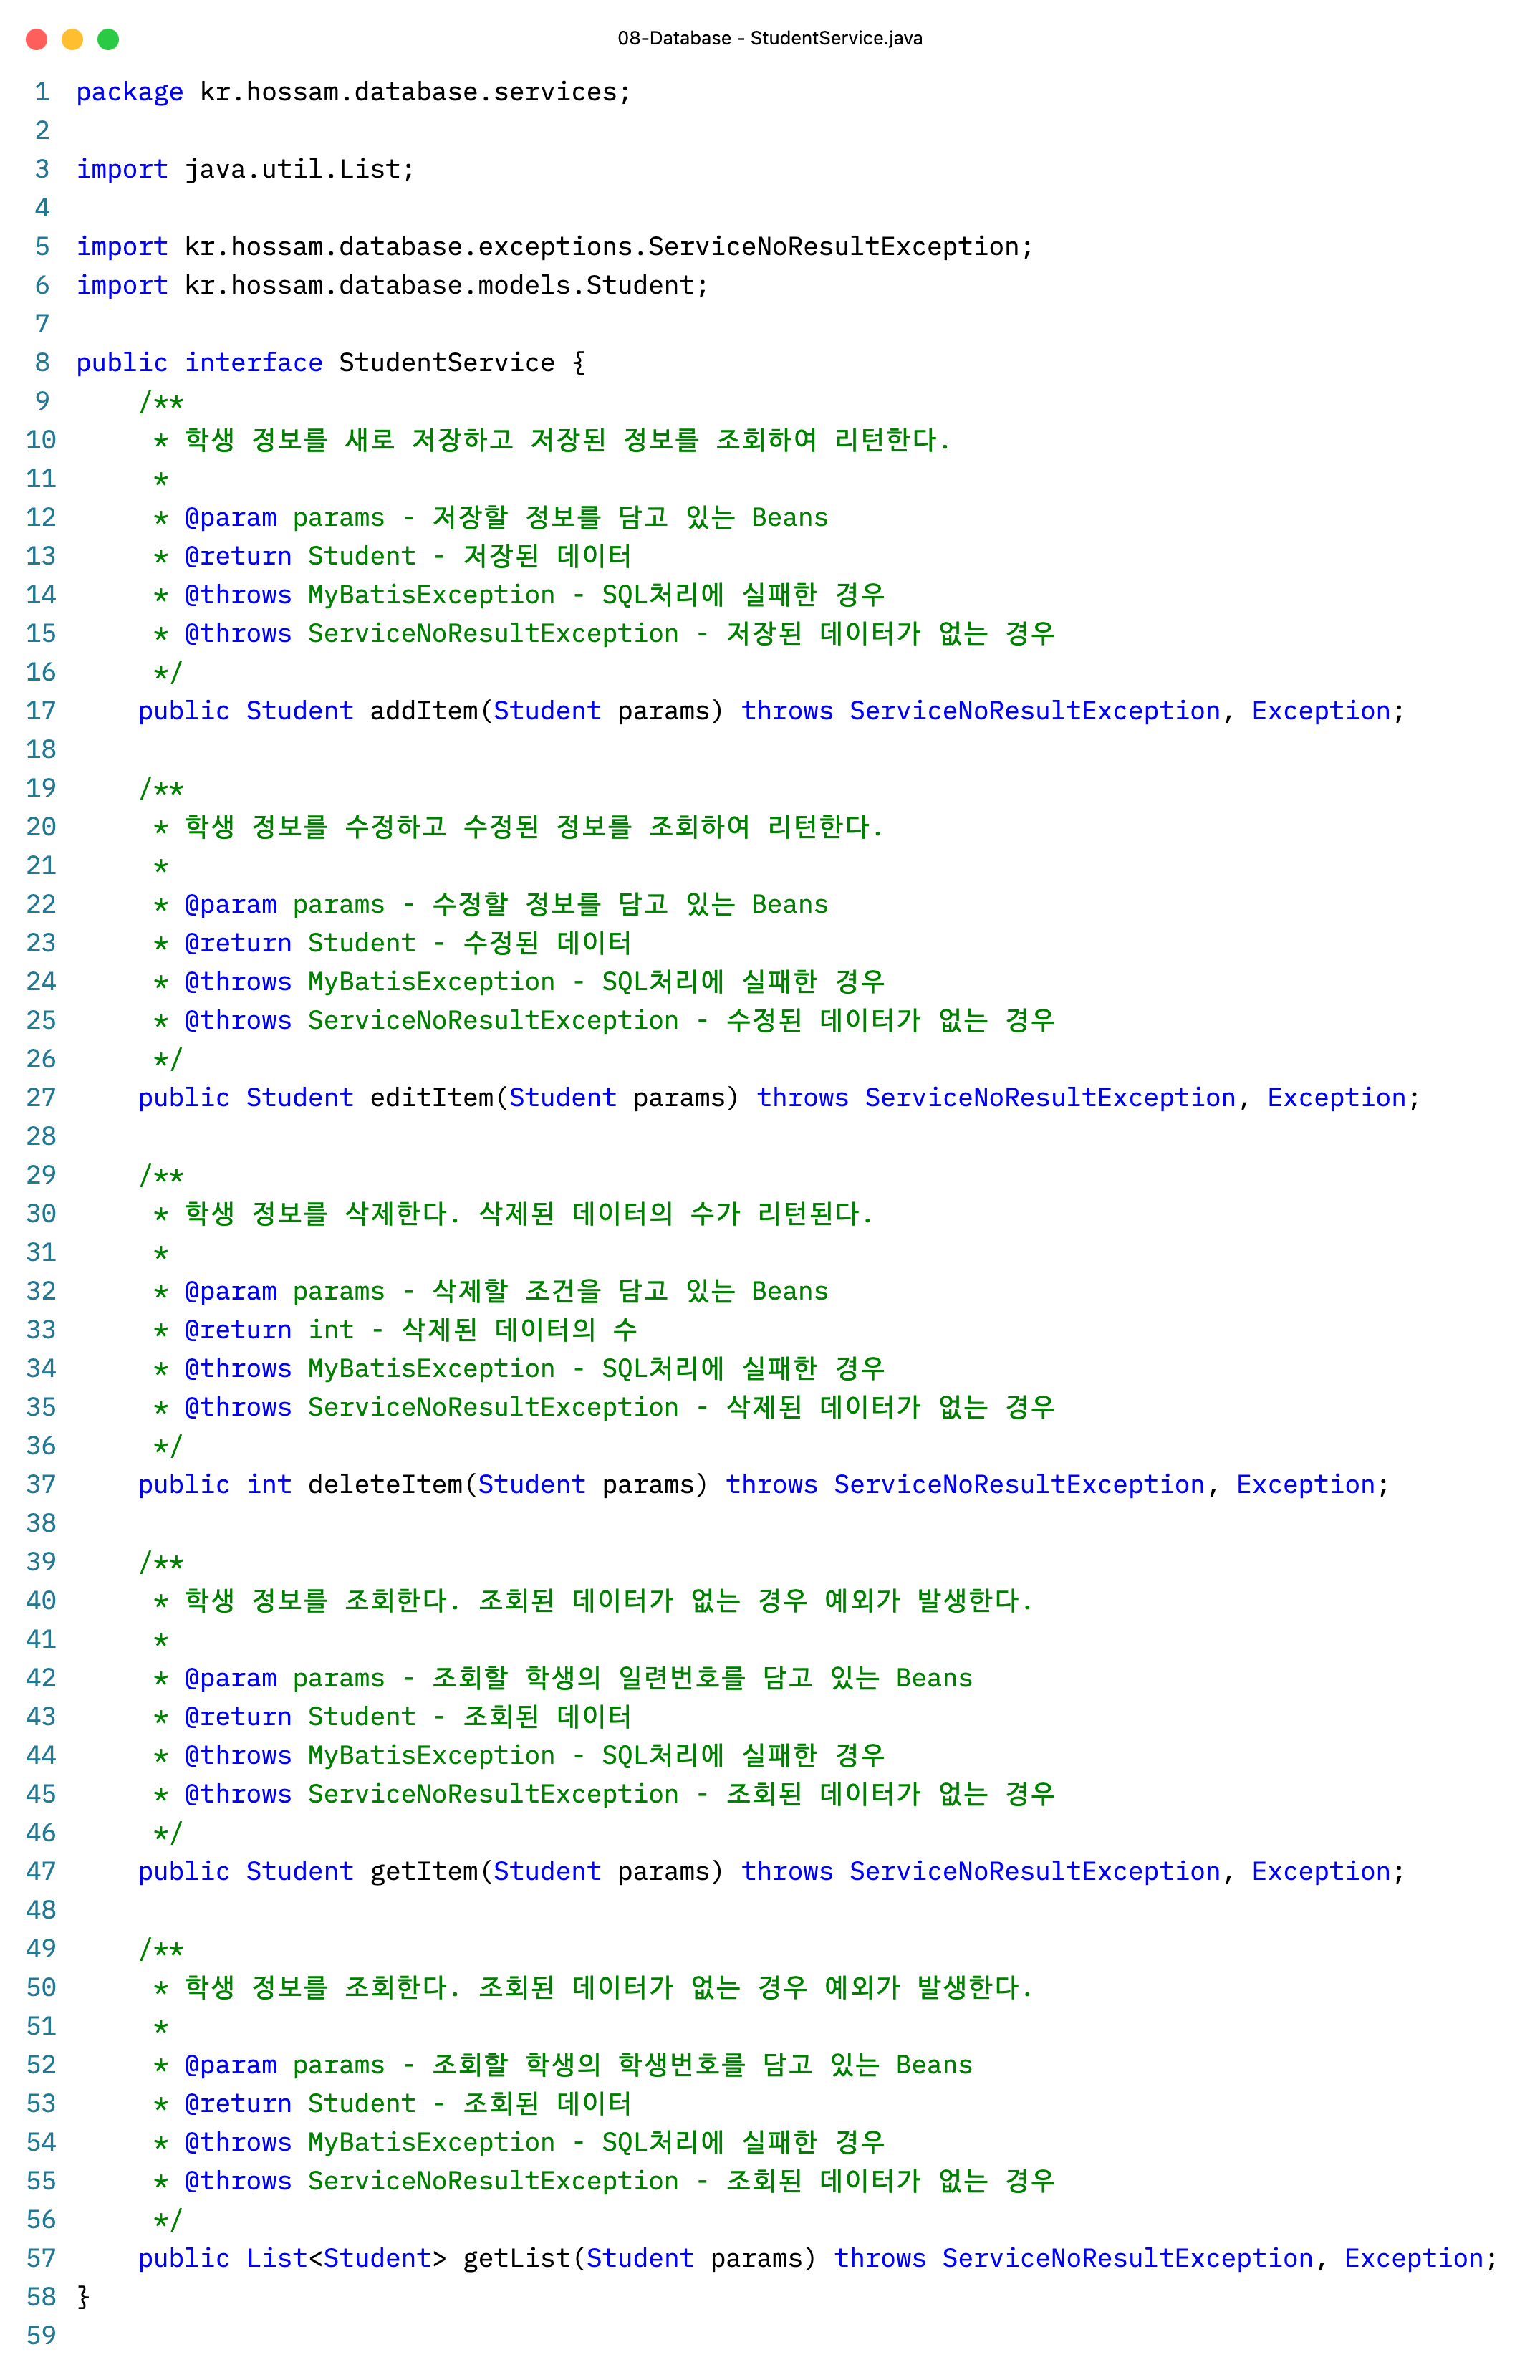 08-Database - StudentService.java
1 package kr.hossam.database.services;
2
3 import java.util.List;
4
5 import kr.hossam.database.exceptions.ServiceNoResultException;
6 import kr.hossam.database.models.Student;
7
8 public interface StudentService {
9     /**
10      * 학생 정보를 새로 저장하고 저장된 정보를 조회하여 리턴한다.
11      *
12      * @param params - 저장할 정보를 담고 있는 Beans
13      * @return Student - 저장된 데이터
14      * @throws MyBatisException - SQL처리에 실패한 경우
15      * @throws ServiceNoResultException - 저장된 데이터가 없는 경우
16      */
17     public Student addItem(Student params) throws ServiceNoResultException, Exception;
18
19     /**
20      * 학생 정보를 수정하고 수정된 정보를 조회하여 리턴한다.
21      *
22      * @param params - 수정할 정보를 담고 있는 Beans
23      * @return Student - 수정된 데이터
24      * @throws MyBatisException - SQL처리에 실패한 경우
25      * @throws ServiceNoResultException - 수정된 데이터가 없는 경우
26      */
27     public Student editItem(Student params) throws ServiceNoResultException, Exception;
28
29     /**
30      * 학생 정보를 삭제한다. 삭제된 데이터의 수가 리턴된다.
31      *
32      * @param params - 삭제할 조건을 담고 있는 Beans
33      * @return int - 삭제된 데이터의 수
34      * @throws MyBatisException - SQL처리에 실패한 경우
35      * @throws ServiceNoResultException - 삭제된 데이터가 없는 경우
36      */
37     public int deleteItem(Student params) throws ServiceNoResultException, Exception;
38
39     /**
40      * 학생 정보를 조회한다. 조회된 데이터가 없는 경우 예외가 발생한다.
41      *
42      * @param params - 조회할 학생의 일련번호를 담고 있는 Beans
43      * @return Student - 조회된 데이터
44      * @throws MyBatisException - SQL처리에 실패한 경우
45      * @throws ServiceNoResultException - 조회된 데이터가 없는 경우
46      */
47     public Student getItem(Student params) throws ServiceNoResultException, Exception;
48
49     /**
50      * 학생 정보를 조회한다. 조회된 데이터가 없는 경우 예외가 발생한다.
51      *
52      * @param params - 조회할 학생의 학생번호를 담고 있는 Beans
53      * @return Student - 조회된 데이터
54      * @throws MyBatisException - SQL처리에 실패한 경우
55      * @throws ServiceNoResultException - 조회된 데이터가 없는 경우
56      */
57     public List<Student> getList(Student params) throws ServiceNoResultException, Exception;
58 }
59